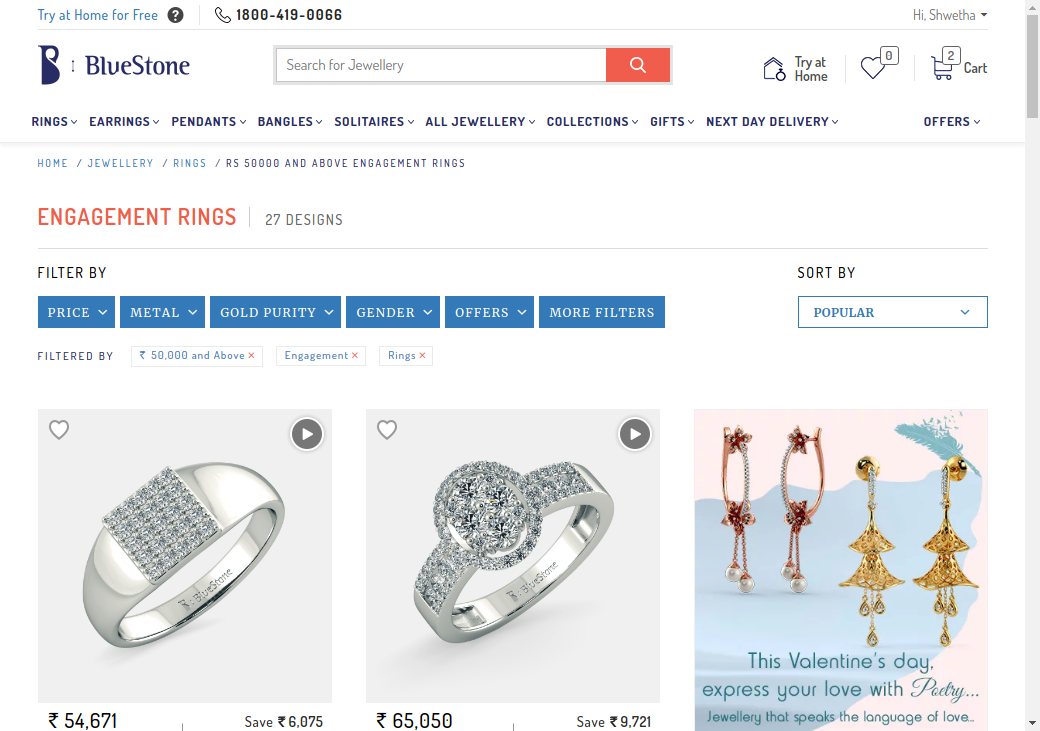 Try at Home for Free ? 1800-419-0066 Hi, Shwetha
BlueStone
Search for Jewellery
Try at Home
0
2
Cart
RINGS EARRINGS PENDANTS BANGLES SOLITAIRES ALL JEWELLERY COLLECTIONS GIFTS NEXT DAY DELIVERY OFFERS
HOME / JEWELLERY / RINGS / RS 50000 AND ABOVE ENGAGEMENT RINGS
ENGAGEMENT RINGS 27 DESIGNS
FILTER BY SORT BY
PRICE METAL GOLD PURITY GENDER OFFERS MORE FILTERS POPULAR
FILTERED BY ₹ 50,000 and Above × Engagement × Rings ×
BlueStone
BlueStone
This Valentine's day,
express your love with Poetry...
Jewellery that speaks the language of love...
₹ 54,671 Save ₹ 6,075 ₹ 65,050 Save ₹ 9,721